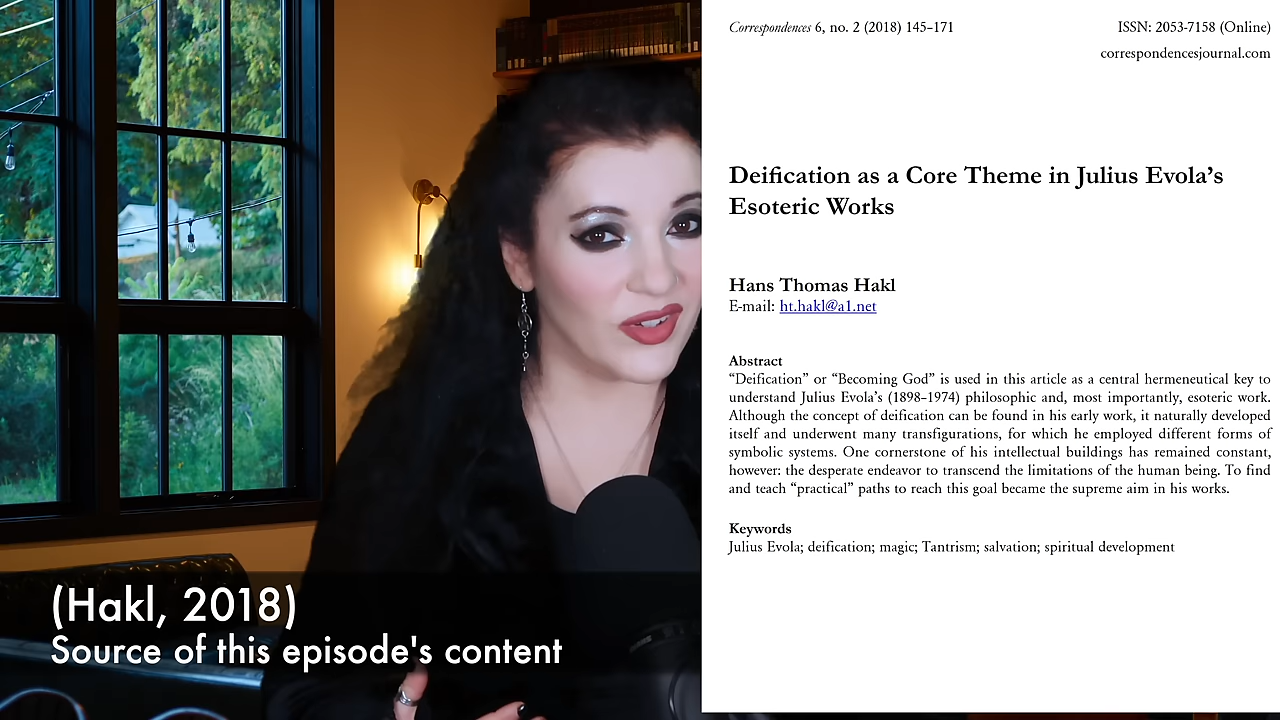 Correspondences 6, no. 2 (2018) 145–171
ISSN: 2053-7158 (Online)
correspondencesjournal.com
Deification as a Core Theme in Julius Evola’s
Esoteric Works
Hans Thomas Hakl
E-mail: ht.hakl@a1.net
Abstract
“Deification” or “Becoming God” is used in this article as a central hermeneutical key to
understand Julius Evola’s (1898–1974) philosophic and, most importantly, esoteric work.
Although the concept of deification can be found in his early work, it naturally developed
itself and underwent many transfigurations, for which he employed different forms of
symbolic systems. One cornerstone of his intellectual buildings has remained constant,
however: the desperate endeavor to transcend the limitations of the human being. To find
and teach “practical” paths to reach this goal became the supreme aim in his works.
Keywords
Julius Evola; deification; magic; Tantrism; salvation; spiritual development
(Hakl, 2018)
Source of this episode's content